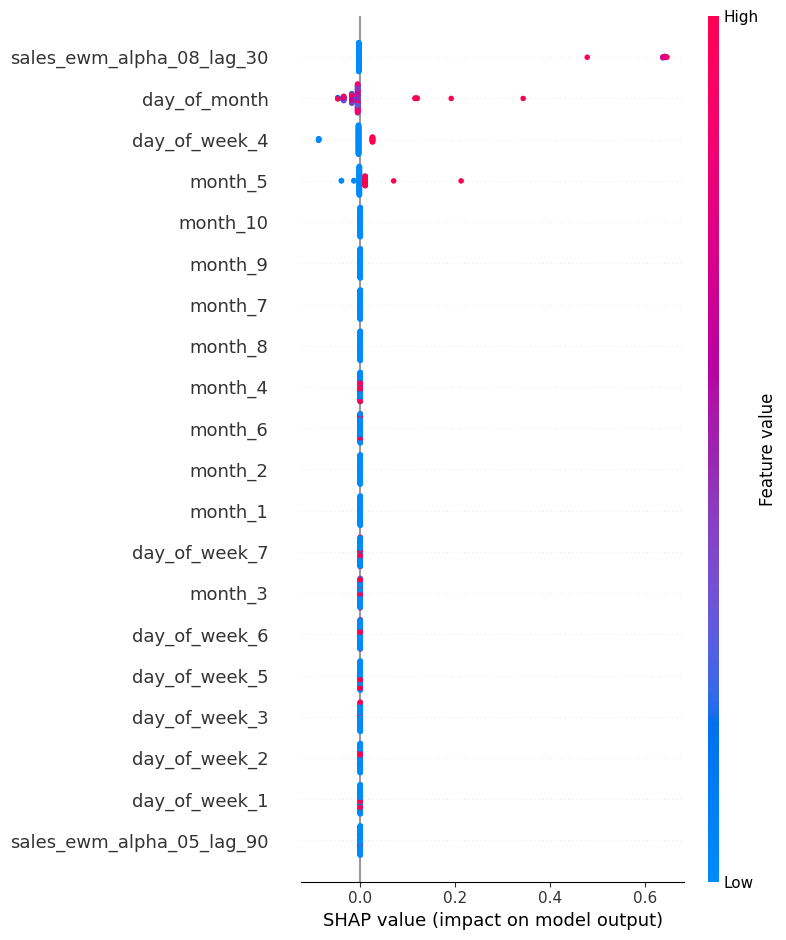 High
sales_ewm_alpha_08_lag_30
day_of_month
day_of_week_4
month_5
month_10
month_9
month_7
month_8
month_4
month_6
month_2
month_1
day_of_week_7
month_3
day_of_week_6
day_of_week_5
day_of_week_3
day_of_week_2
day_of_week_1
sales_ewm_alpha_05_lag_90
Feature value
Low
0.0 0.2 0.4 0.6
SHAP value (impact on model output)